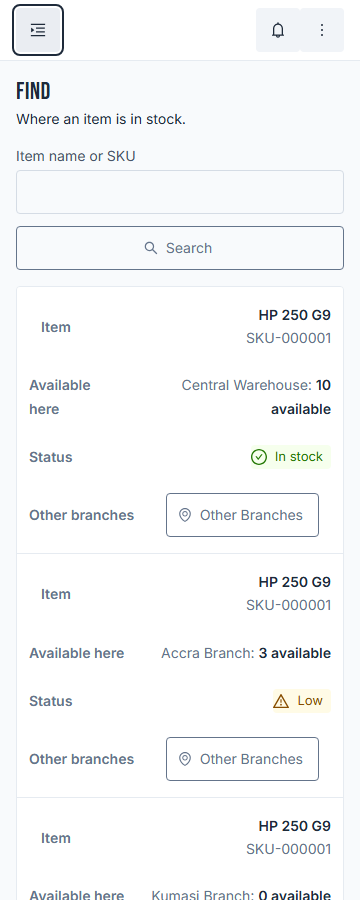 FIND
Where an item is in stock.
Item name or SKU
Search
Item
HP 250 G9
SKU-000001
Available here
Central Warehouse: 10 available
Status
In stock
Other branches
Other Branches
Item
HP 250 G9
SKU-000001
Available here
Accra Branch: 3 available
Status
Low
Other branches
Other Branches
Item
HP 250 G9
SKU-000001
Available here
Kumasi Branch: 0 available